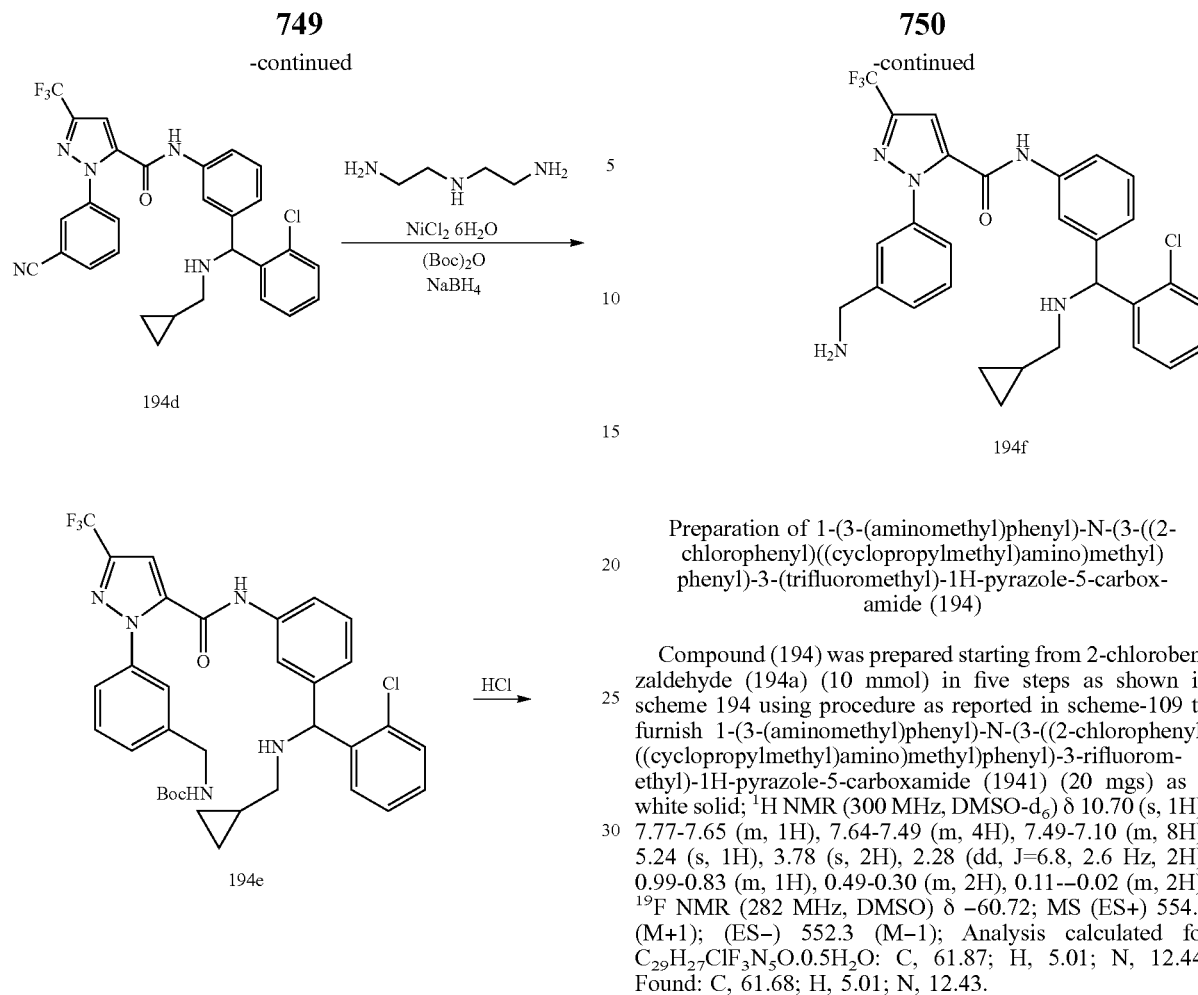 749
-continued
F3C
N
N
H
N
O
NC
HN
Cl
194d
NH2
N
H
NH2
NiCl2 6H2O
(Boc)2O
NaBH4
F3C
N
N
H
N
O
Cl
HN
BocHN
194e
HCl
5
10
15
20
25
30
750
-continued
F3C
N
N
H
N
O
Cl
HN
H2N
194f
Preparation of 1-(3-(aminomethyl)phenyl)-N-(3-((2-
chlorophenyl)((cyclopropylmethyl)amino)methyl)
phenyl)-3-(trifluoromethyl)-1H-pyrazole-5-carbox-
amide (194)
Compound (194) was prepared starting from 2-chloroben
zaldehyde (194a) (10 mmol) in five steps as shown i
scheme 194 using procedure as reported in scheme-109 t
furnish 1-(3-(aminomethyl)phenyl)-N-(3-((2-chlorophenyl
((cyclopropylmethyl)amino)methyl)phenyl)-3-rifluorom-
ethyl)-1H-pyrazole-5-carboxamide (1941) (20 mgs) as
white solid; ¹H NMR (300 MHz, DMSO-d6) δ 10.70 (s, 1H)
7.77-7.65 (m, 1H), 7.64-7.49 (m, 4H), 7.49-7.10 (m, 8H)
5.24 (s, 1H), 3.78 (s, 2H), 2.28 (dd, J=6.8, 2.6 Hz, 2H)
0.99-0.83 (m, 1H), 0.49-0.30 (m, 2H), 0.11--0.02 (m, 2H)
¹⁹F NMR (282 MHz, DMSO) δ −60.72; MS (ES+) 554.
(M+1); (ES−) 552.3 (M−1); Analysis calculated fo
C29H27ClF3N5O.0.5H2O: C, 61.87; H, 5.01; N, 12.44
Found: C, 61.68; H, 5.01; N, 12.43.